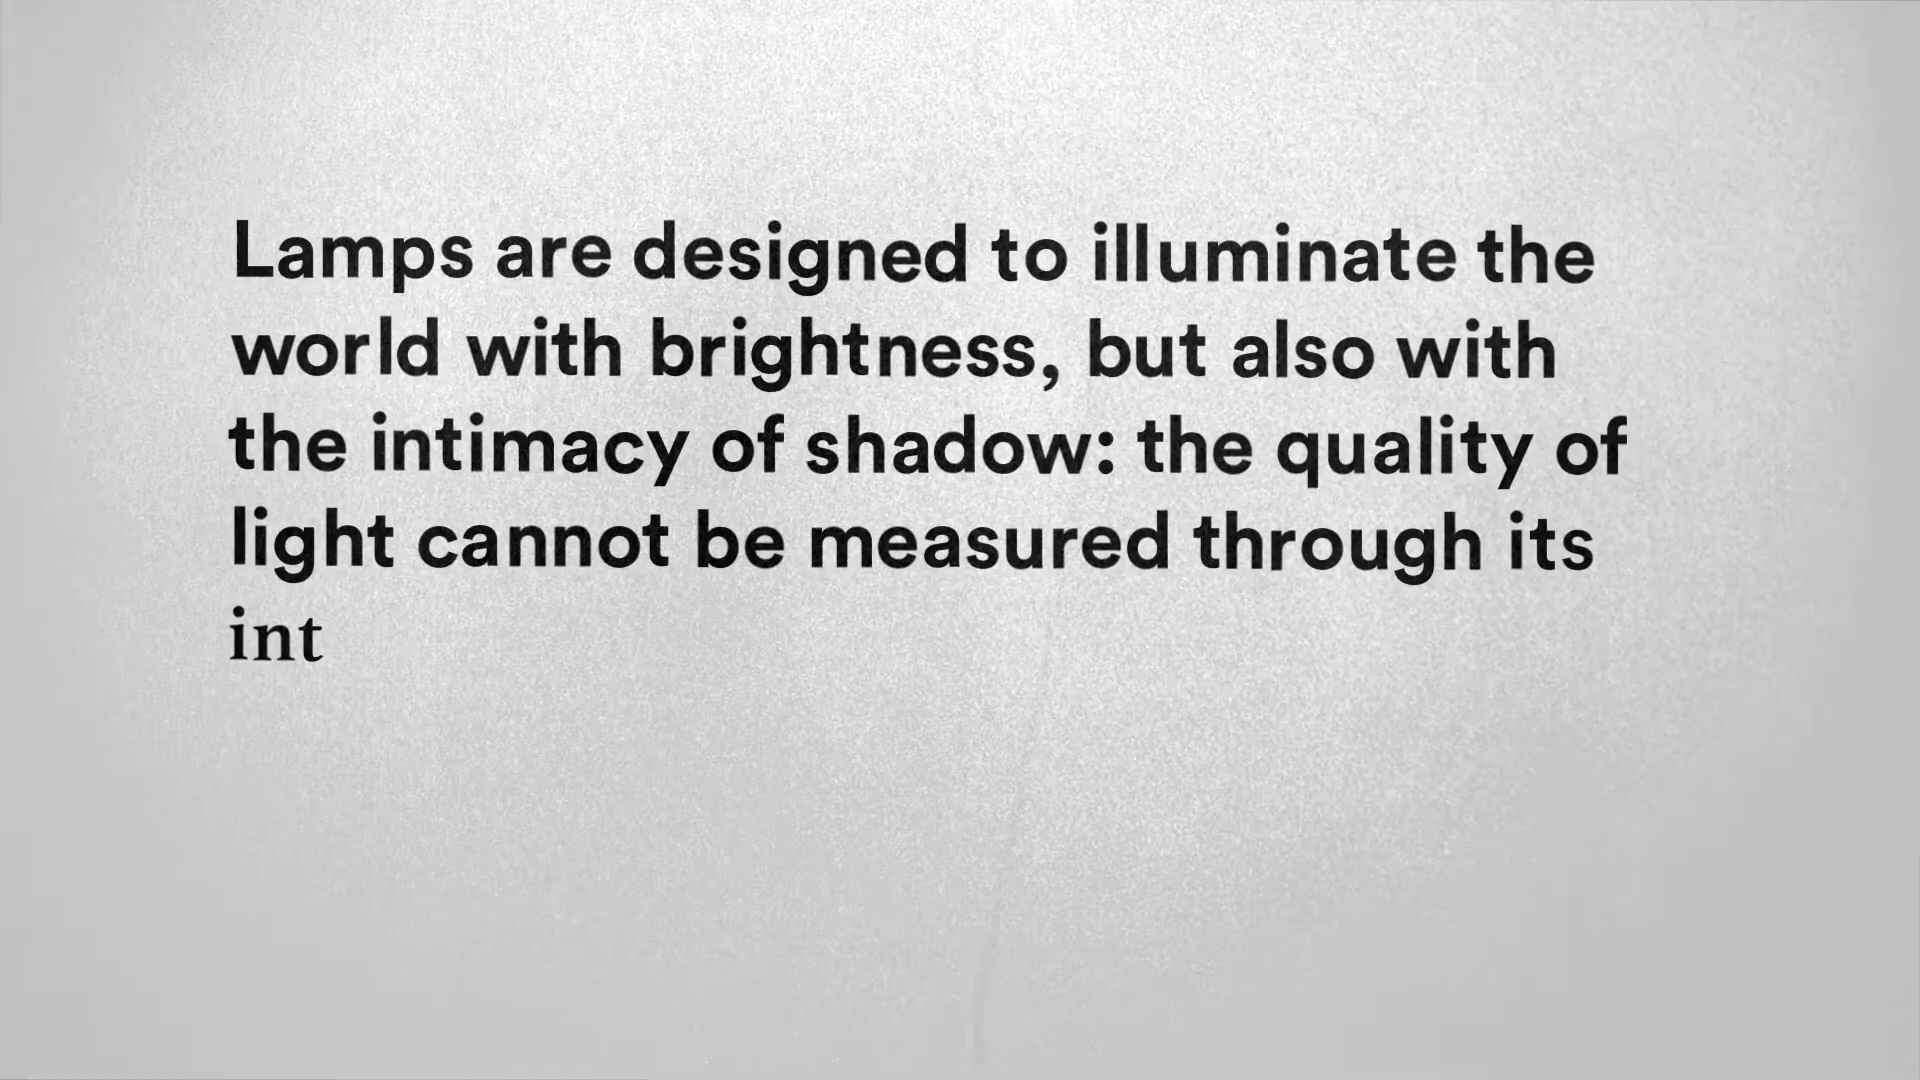 Lamps are designed to illuminate the
world with brightness, but also with
the intimacy of shadow: the quality of
light cannot be measured through its
int